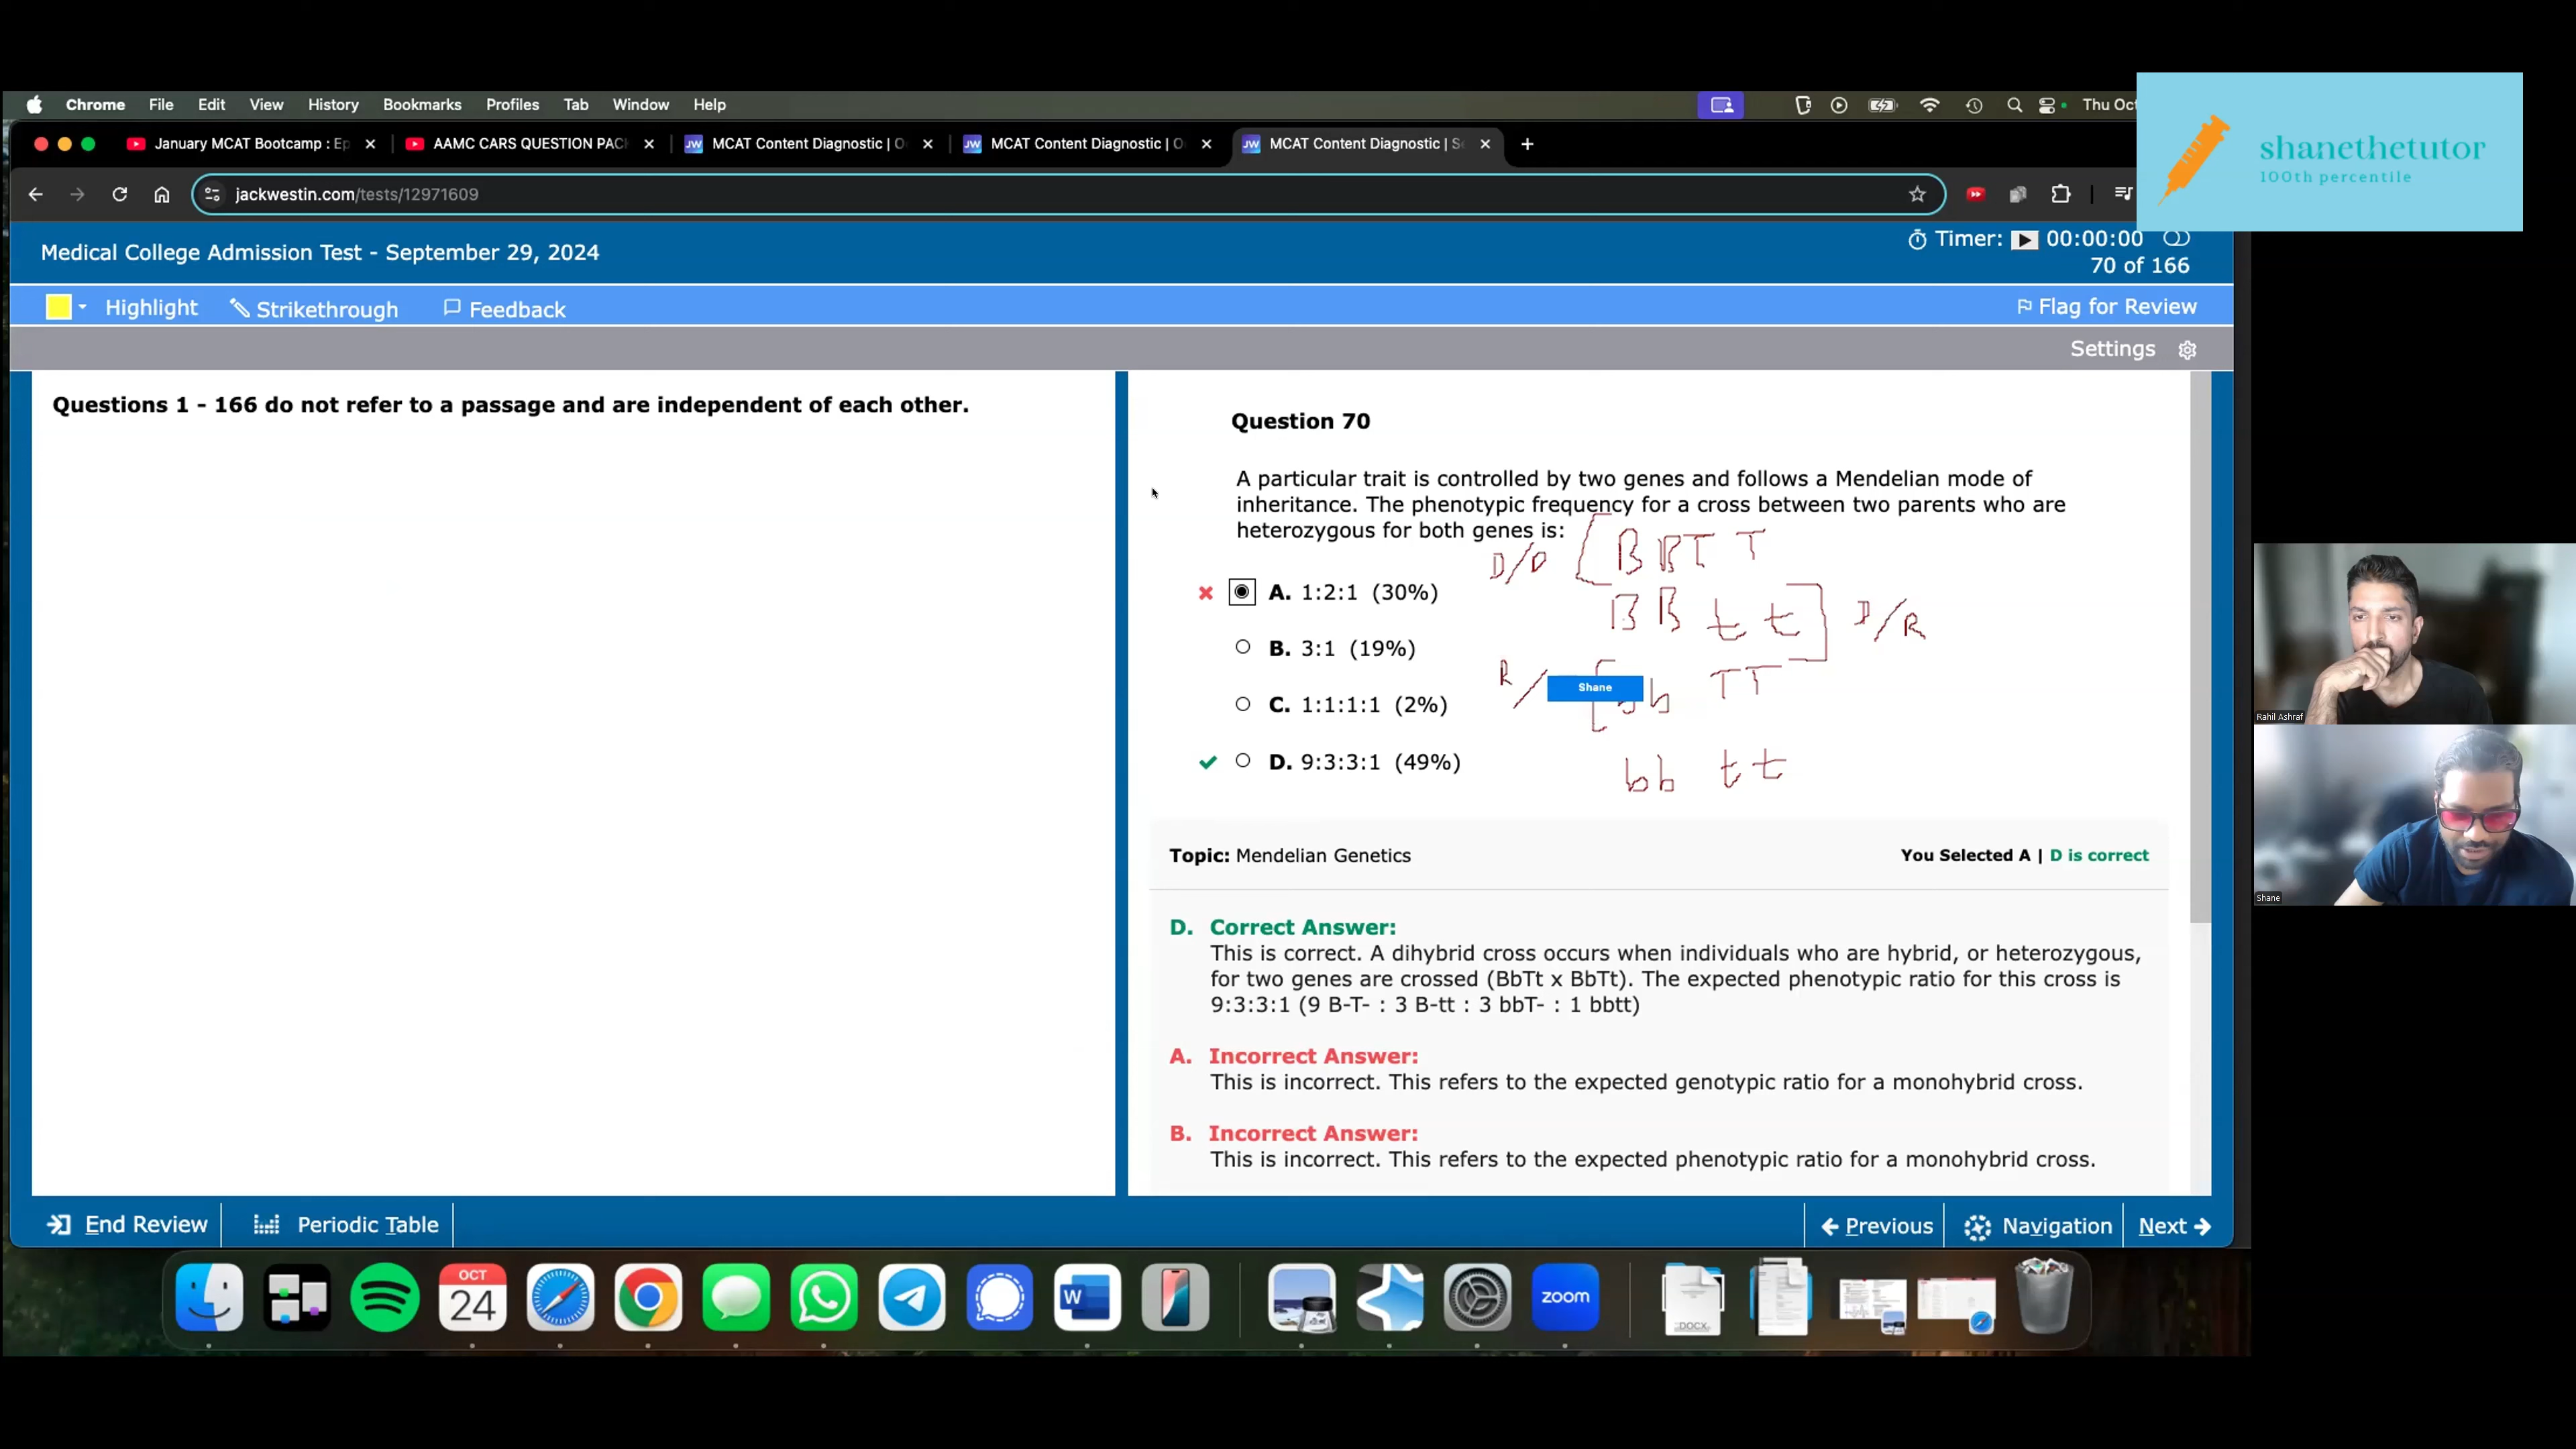 Chrome File Edit View History Bookmarks Profiles Tab Window Help
Thu Oct
shanethetutor
100th percentile
January MCAT Bootcamp : Ep
AAMC CARS QUESTION PAC
JW MCAT Content Diagnostic | O
JW MCAT Content Diagnostic | O
JW MCAT Content Diagnostic | Se
jackwestin.com/tests/12971609
Medical College Admission Test - September 29, 2024
Timer: 00:00:00
70 of 166
Highlight Strikethrough Feedback
Flag for Review
Settings
Questions 1 - 166 do not refer to a passage and are independent of each other.
Question 70
A particular trait is controlled by two genes and follows a Mendelian mode of
inheritance. The phenotypic frequency for a cross between two parents who are
heterozygous for both genes is:
D/D [ B B T T
A. 1:2:1 (30%)
B B t t ] D/R
B. 3:1 (19%)
R/ Shane b T T
C. 1:1:1:1 (2%)
D. 9:3:3:1 (49%)
b b t t
Topic: Mendelian Genetics
You Selected A | D is correct
D. Correct Answer:
This is correct. A dihybrid cross occurs when individuals who are hybrid, or heterozygous,
for two genes are crossed (BbTt x BbTt). The expected phenotypic ratio for this cross is
9:3:3:1 (9 B-T- : 3 B-tt : 3 bbT- : 1 bbtt)
A. Incorrect Answer:
This is incorrect. This refers to the expected genotypic ratio for a monohybrid cross.
B. Incorrect Answer:
This is incorrect. This refers to the expected phenotypic ratio for a monohybrid cross.
Rahil Ashraf
Shane
End Review Periodic Table
Previous Navigation Next
OCT
24
W
zoom
.DOCX